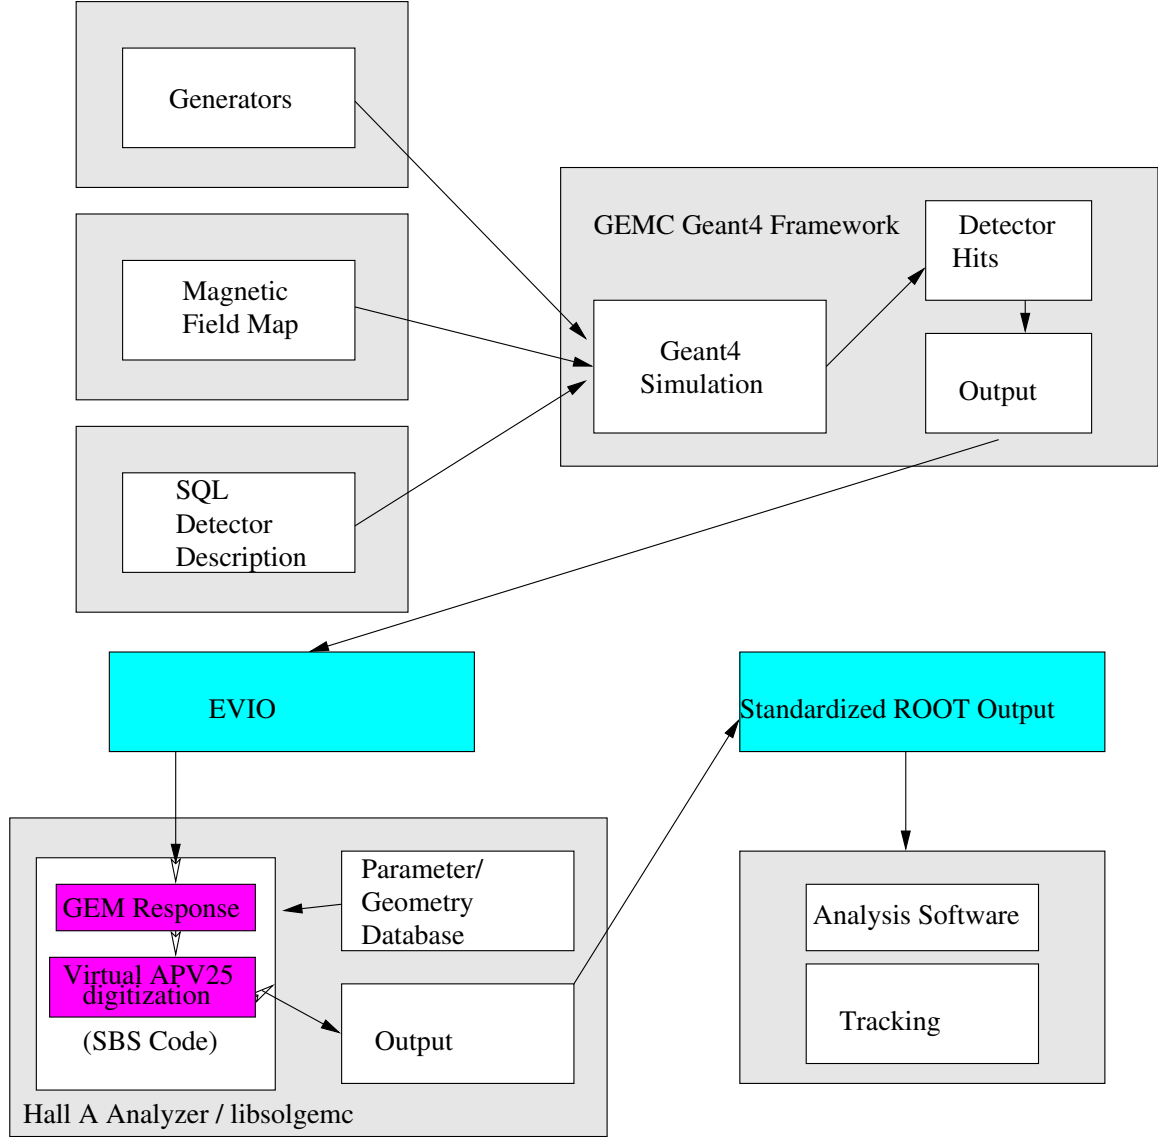 Generators
Magnetic
Field Map
SQL
Detector
Description
GEMC Geant4 Framework
Detector
Hits
Geant4
Simulation
Output
EVIO
Standardized ROOT Output
GEM Response
Virtual APV25
digitization
(SBS Code)
Parameter/
Geometry
Database
Output
Hall A Analyzer / libsolgemc
Analysis Software
Tracking